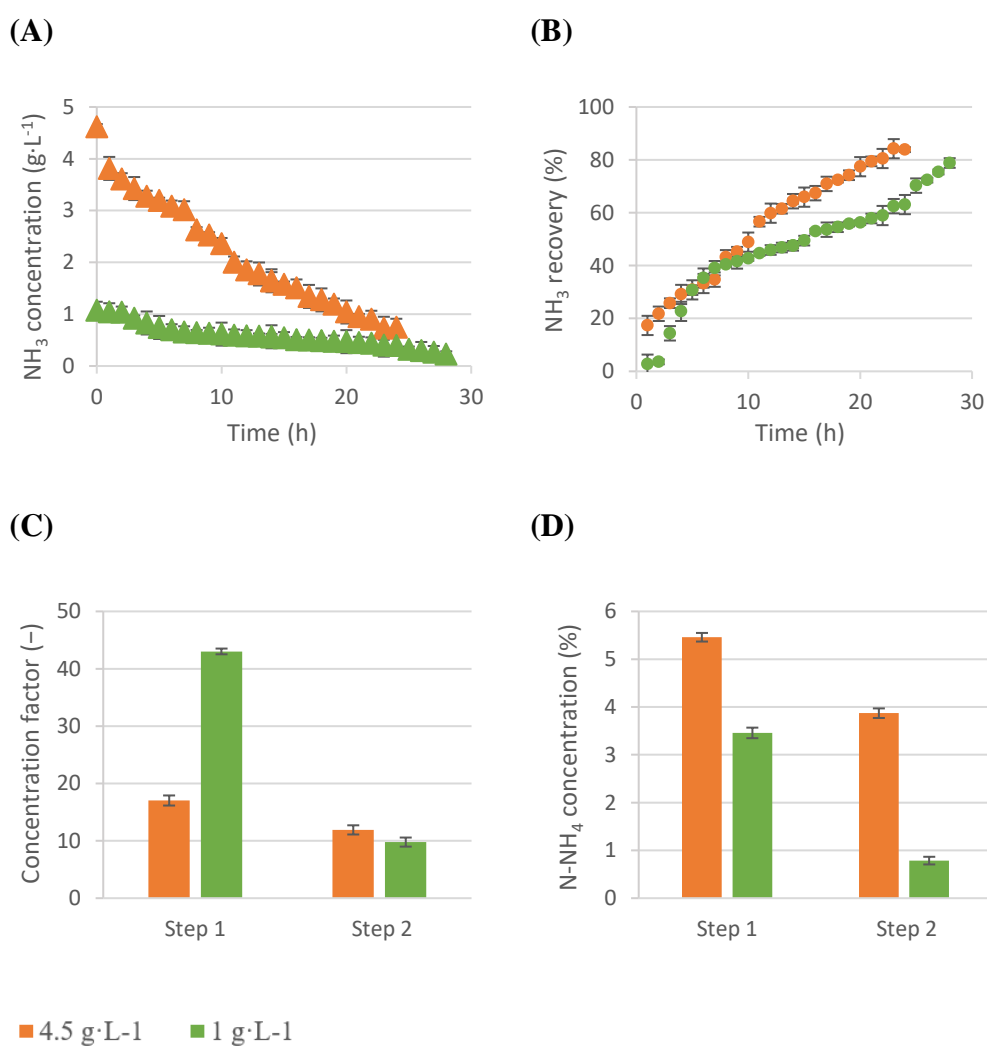 (A)
NH₃ concentration (g·L⁻¹)
5
4
3
2
1
0
0 10 20 30
Time (h)
(B)
NH₃ recovery (%)
100
80
60
40
20
0
0 10 20 30
Time (h)
(C)
Concentration factor (–)
50
40
30
20
10
0
Step 1 Step 2
(D)
N-NH₄ concentration (%)
6
5
4
3
2
1
0
Step 1 Step 2
4.5 g·L-1 1 g·L-1